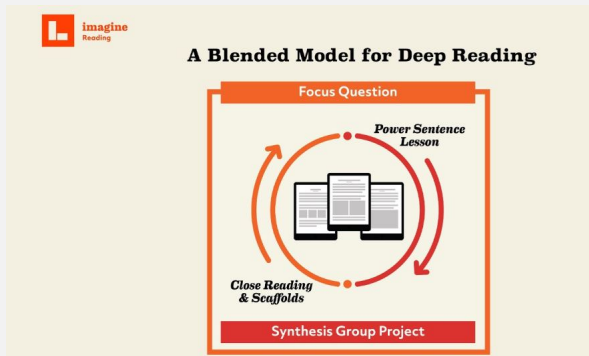 imagine
Reading
A Blended Model for Deep Reading
Focus Question
Power Sentence
Lesson
Close Reading
& Scaffolds
Synthesis Group Project